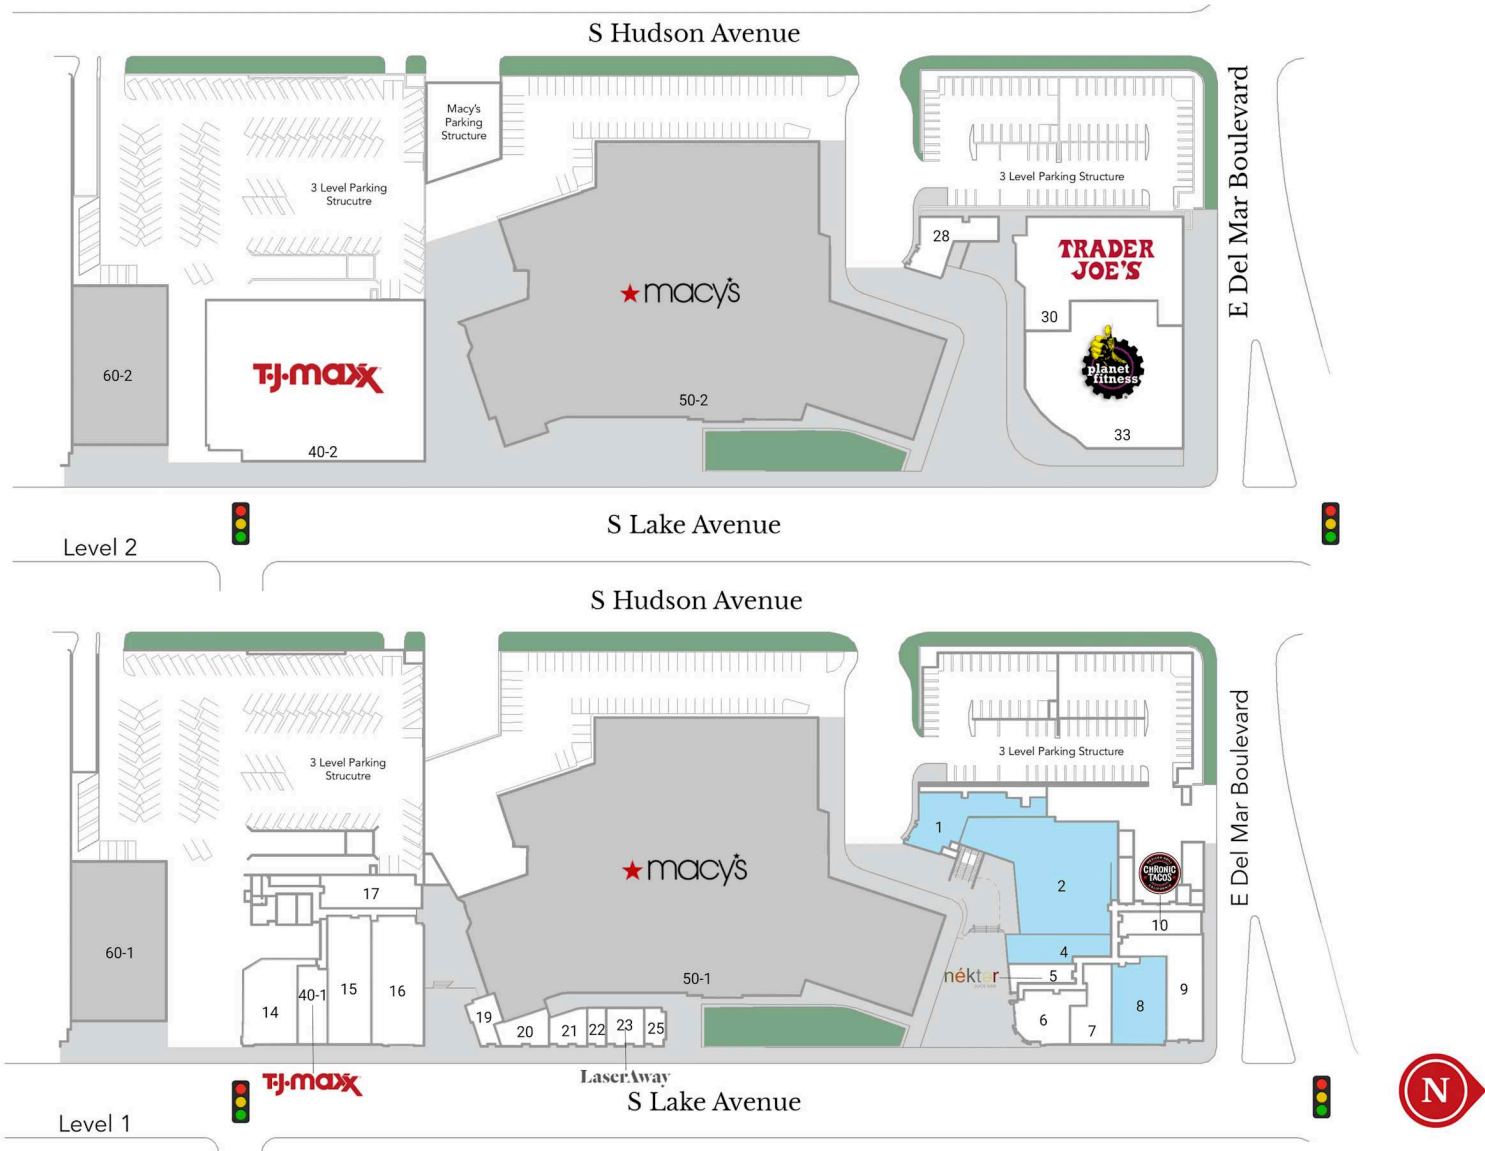 S Hudson Avenue
E Del Mar Boulevard
Macy's
Parking
Structure
3 Level Parking
Strucutre
3 Level Parking Structure
28
TRADER
JOE'S
macy's
30
planet
fitness
60-2
T·J·maxx
50-2
33
40-2
S Lake Avenue
Level 2
S Hudson Avenue
E Del Mar Boulevard
3 Level Parking
Strucutre
3 Level Parking Structure
1
macy's
CHRONIC
TACOS
2
17
10
60-1
4
50-1
néktar
5
9
40-1
15
16
8
14
19
20
21
22
23
25
6
7
T·J·maxx
LaserAway
S Lake Avenue
N
Level 1